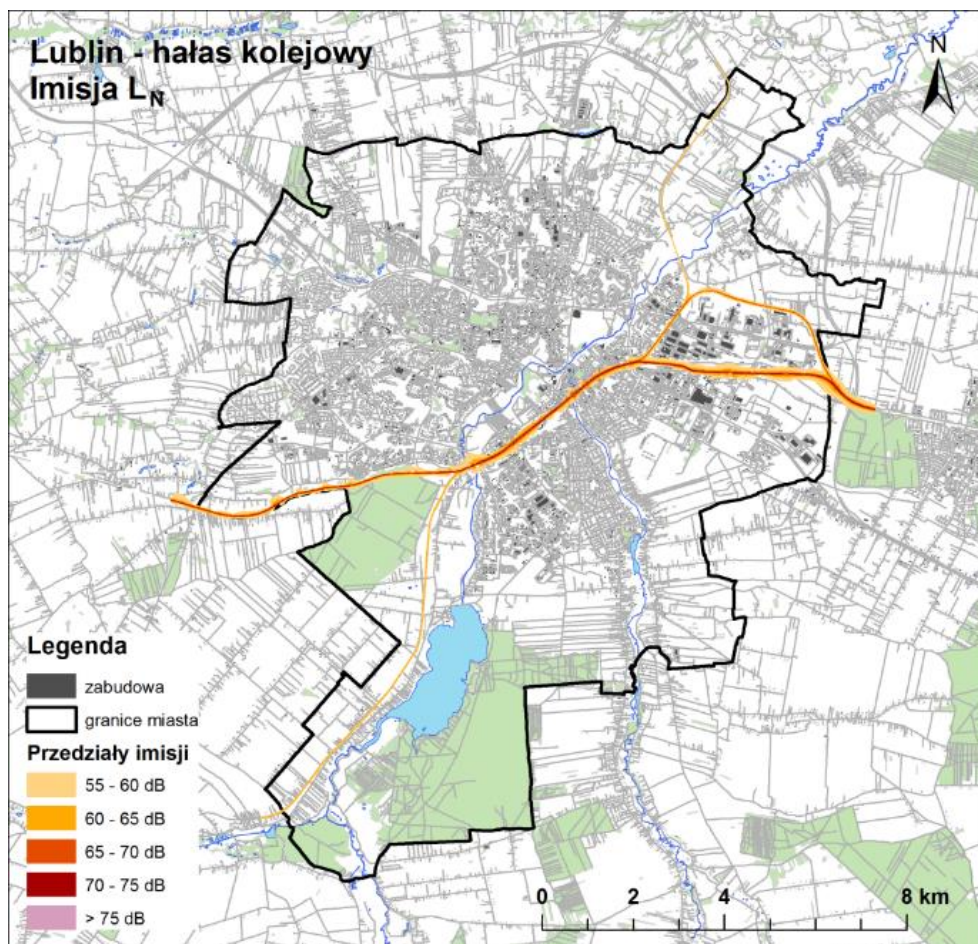 Lublin - hałas kolejowy
Imisja LN
N
Legenda
zabudowa
granice miasta
Przedziały imisji
55 - 60 dB
60 - 65 dB
65 - 70 dB
70 - 75 dB
> 75 dB
0 2 4 8 km